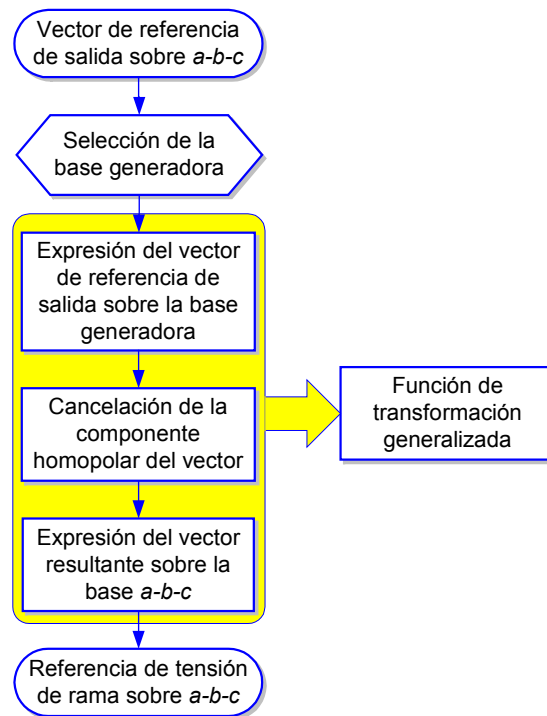 Vector de referencia
de salida sobre a-b-c
Selección de la
base generadora
Expresión del vector
de referencia de
salida sobre la base
generadora
Cancelación de la
componente
homopolar del vector
Función de
transformación
generalizada
Expresión del vector
resultante sobre la
base a-b-c
Referencia de tensión
de rama sobre a-b-c